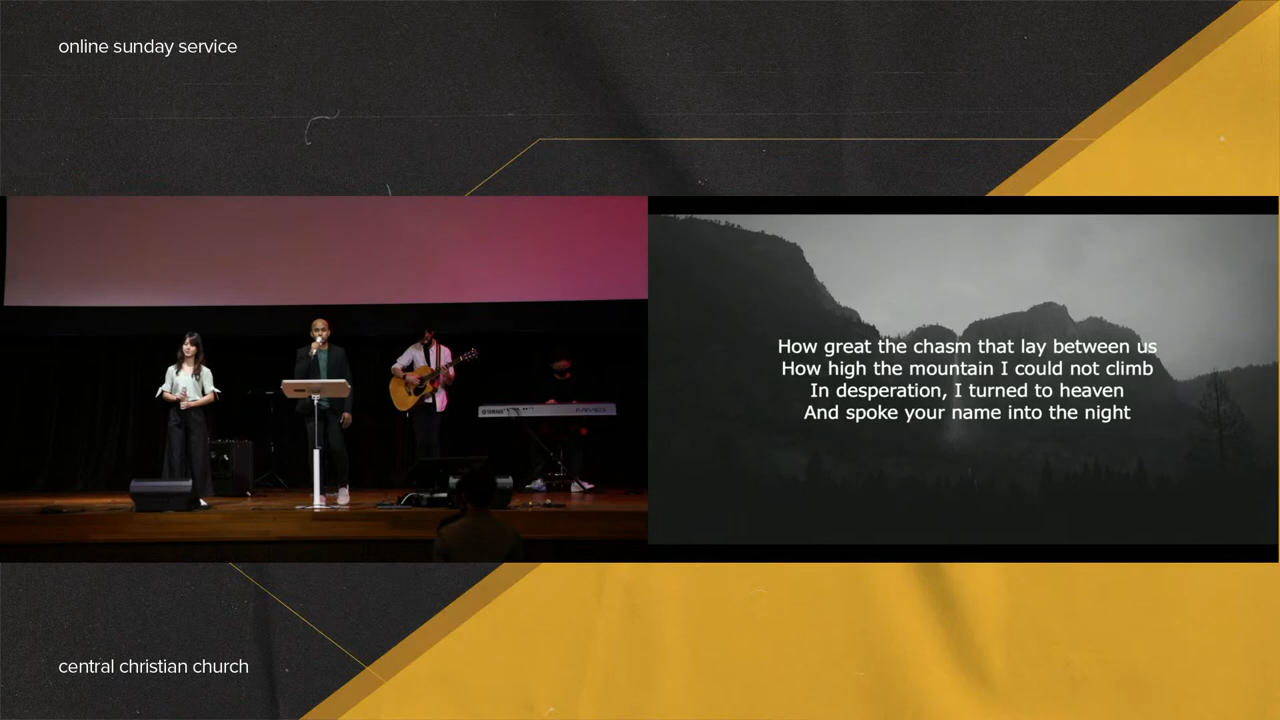 online sunday service
How great the chasm that lay between us
How high the mountain I could not climb
In desperation, I turned to heaven
And spoke your name into the night
YAMAHA
central christian church